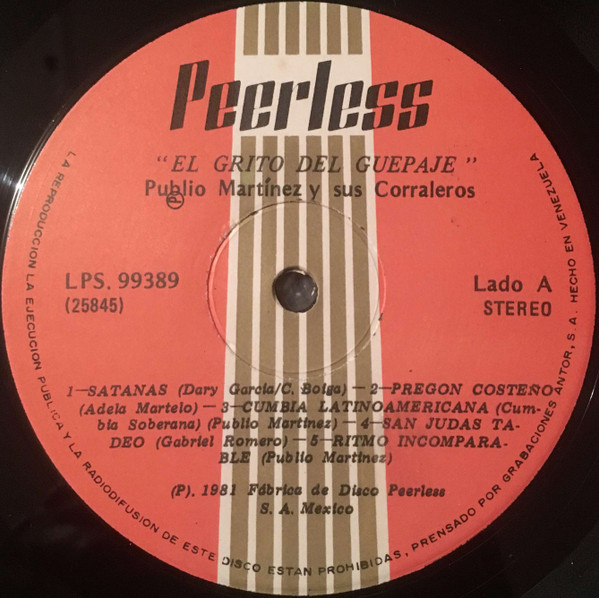 Peerless
"EL GRITO DEL GUEPAJE"
Publio Martínez y sus Corraleros
Ⓟ
LPS. 99389
(25845)
Lado A
STEREO
1—SATANAS (Dary García/C. Bolga) — 2—PREGON COSTEÑO
(Adela Martelo) — 3—CUMBIA LATINOAMERICANA (Cum-
bia Soberana) (Publio Martínez) — 4—SAN JUDAS TA-
DEO (Gabriel Romero) — 5—RITMO INCOMPARA-
BLE (Publio Martínez)
(P). 1981 Fábrica de Disco Peerless
S. A. Mexico
LA REPRODUCCION LA EJECUCION PUBLICA Y LA RADIODIFUSION DE ESTE DISCO ESTAN PROHIBIDAS, PRENSADO POR GRABACIONES ANTOR, S. A. HECHO EN VENEZUELA